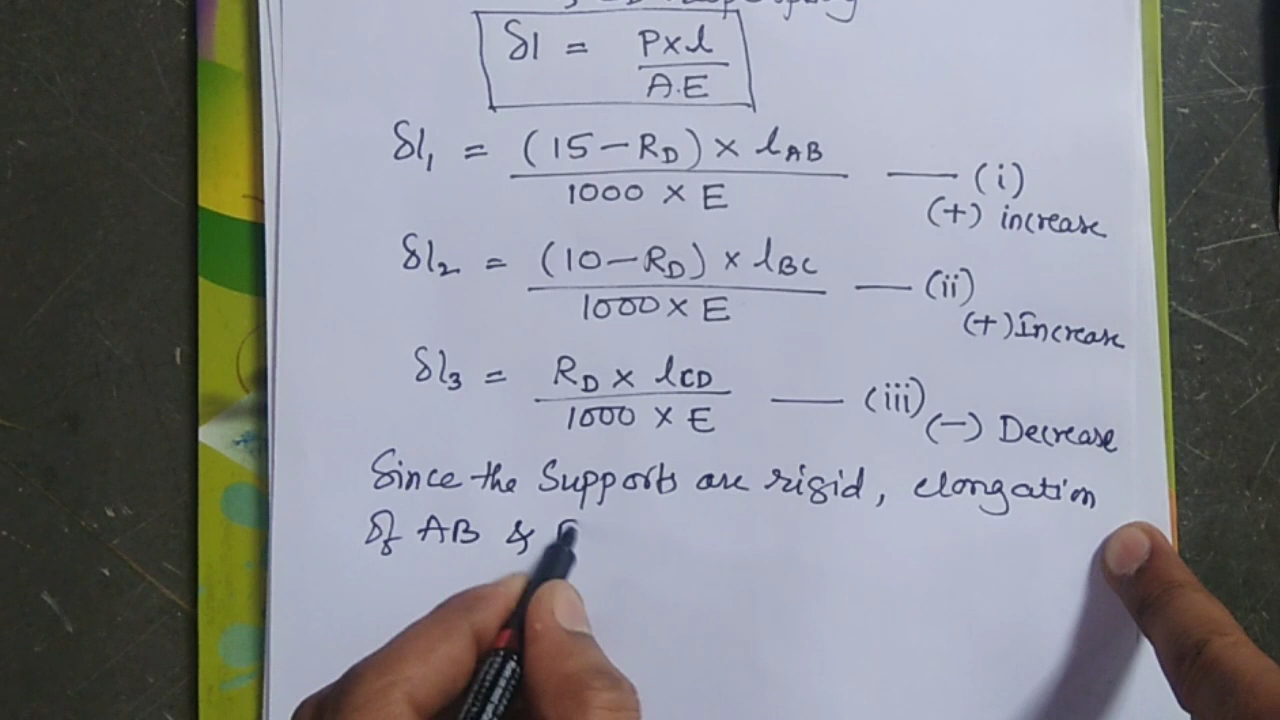 δl = P×l / A.E
δl₁ = (15-R_D) × l_AB / 1000 × E — (i)
(+) increase
δl₂ = (10-R_D) × l_BC / 1000 × E — (ii)
(+) Increase
δl₃ = R_D × l_CD / 1000 × E — (iii)
(-) Decrease
Since the Supports are rigid, elongation
of AB &